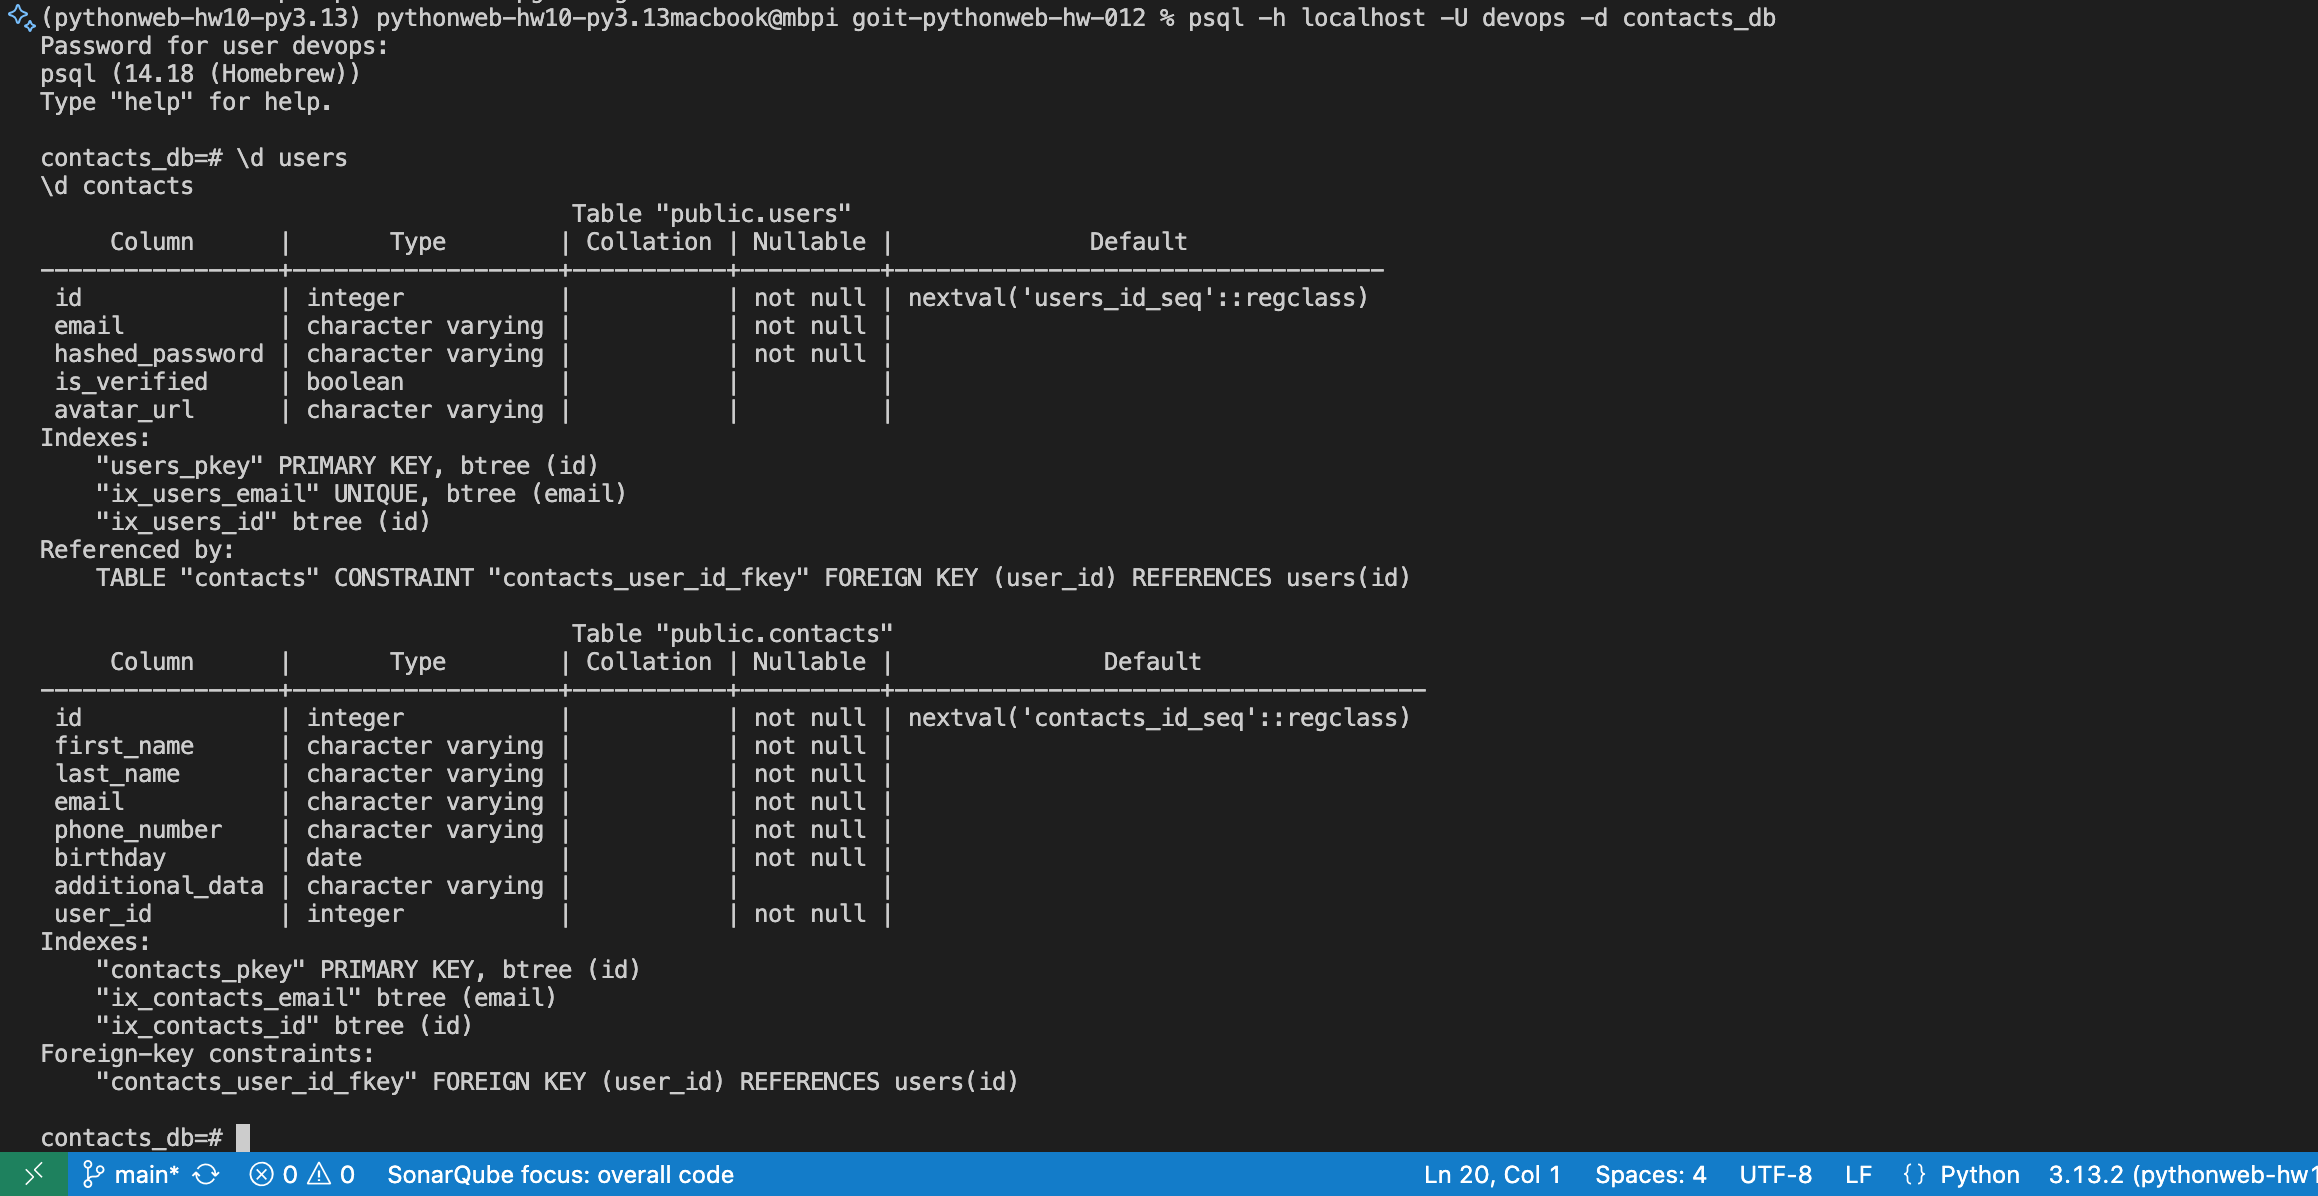 (pythonweb-hw10-py3.13) pythonweb-hw10-py3.13macbook@mbpi goit-pythonweb-hw-012 % psql -h localhost -U devops -d contacts_db
Password for user devops:
psql (14.18 (Homebrew))
Type "help" for help.

contacts_db=# \d users
\d contacts
                                      Table "public.users"
     Column      |       Type        | Collation | Nullable |              Default
-----------------+-------------------+-----------+----------+-----------------------------------
 id              | integer           |           | not null | nextval('users_id_seq'::regclass)
 email           | character varying |           | not null |
 hashed_password | character varying |           | not null |
 is_verified     | boolean           |           |          |
 avatar_url      | character varying |           |          |
Indexes:
    "users_pkey" PRIMARY KEY, btree (id)
    "ix_users_email" UNIQUE, btree (email)
    "ix_users_id" btree (id)
Referenced by:
    TABLE "contacts" CONSTRAINT "contacts_user_id_fkey" FOREIGN KEY (user_id) REFERENCES users(id)

                                      Table "public.contacts"
     Column      |       Type        | Collation | Nullable |               Default
-----------------+-------------------+-----------+----------+--------------------------------------
 id              | integer           |           | not null | nextval('contacts_id_seq'::regclass)
 first_name      | character varying |           | not null |
 last_name       | character varying |           | not null |
 email           | character varying |           | not null |
 phone_number    | character varying |           | not null |
 birthday        | date              |           | not null |
 additional_data | character varying |           |          |
 user_id         | integer           |           | not null |
Indexes:
    "contacts_pkey" PRIMARY KEY, btree (id)
    "ix_contacts_email" btree (email)
    "ix_contacts_id" btree (id)
Foreign-key constraints:
    "contacts_user_id_fkey" FOREIGN KEY (user_id) REFERENCES users(id)

contacts_db=#
main* 0 0 SonarQube focus: overall code Ln 20, Col 1 Spaces: 4 UTF-8 LF {} Python 3.13.2 (pythonweb-hw1